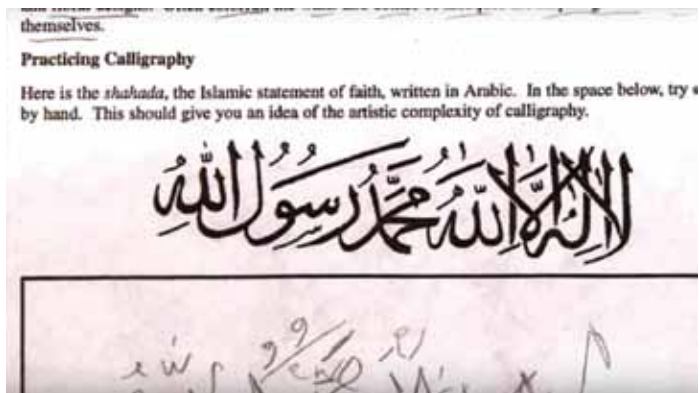 themselves.
Practicing Calligraphy
Here is the shahada, the Islamic statement of faith, written in Arabic. In the space below, try
by hand. This should give you an idea of the artistic complexity of calligraphy.
لا إله إلا الله محمد رسول الله